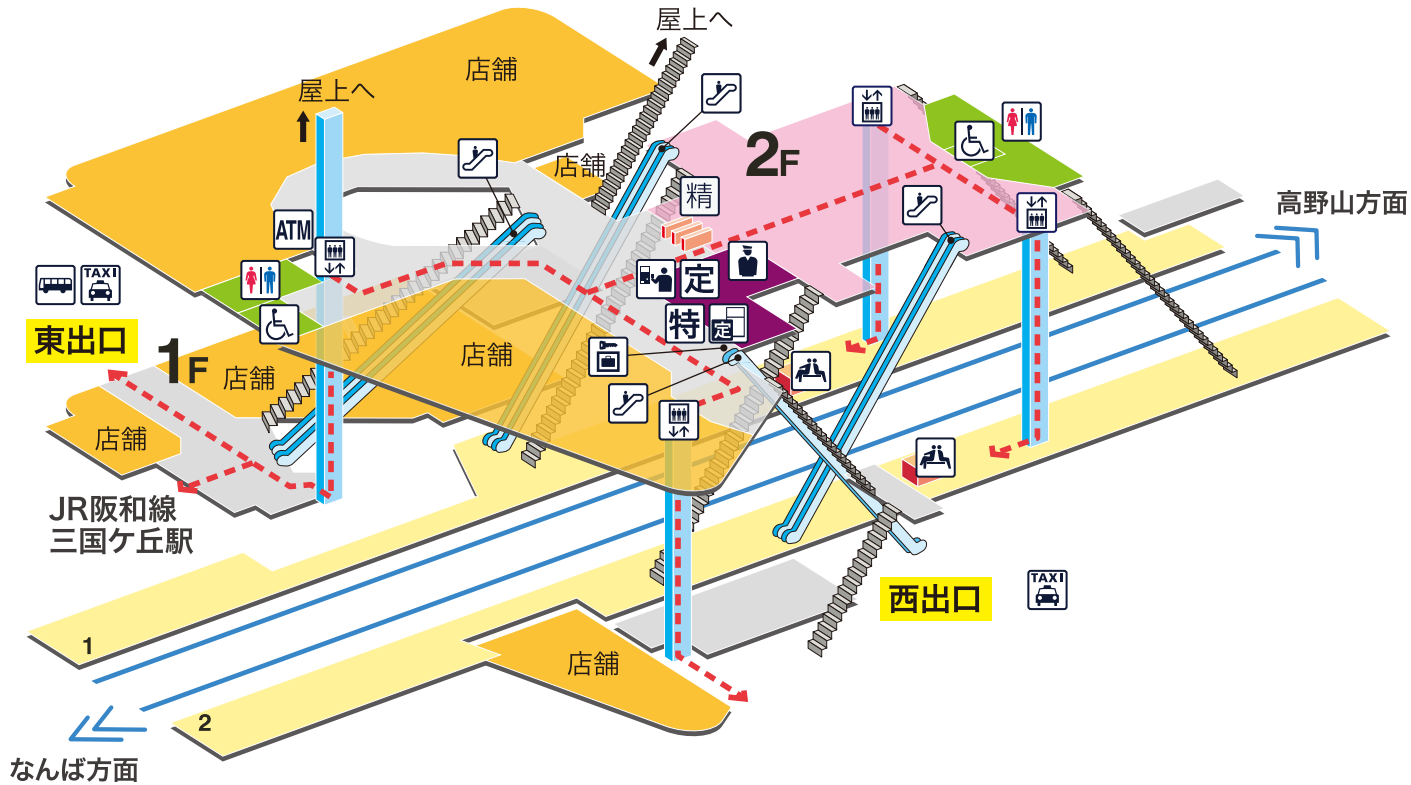 屋上へ
店舗
屋上へ
2F
店舗
精
ATM
高野山方面
TAXI
定
特
定
東出口
1F
店舗
店舗
店舗
JR阪和線
三国ケ丘駅
西出口
TAXI
1
店舗
2
なんば方面